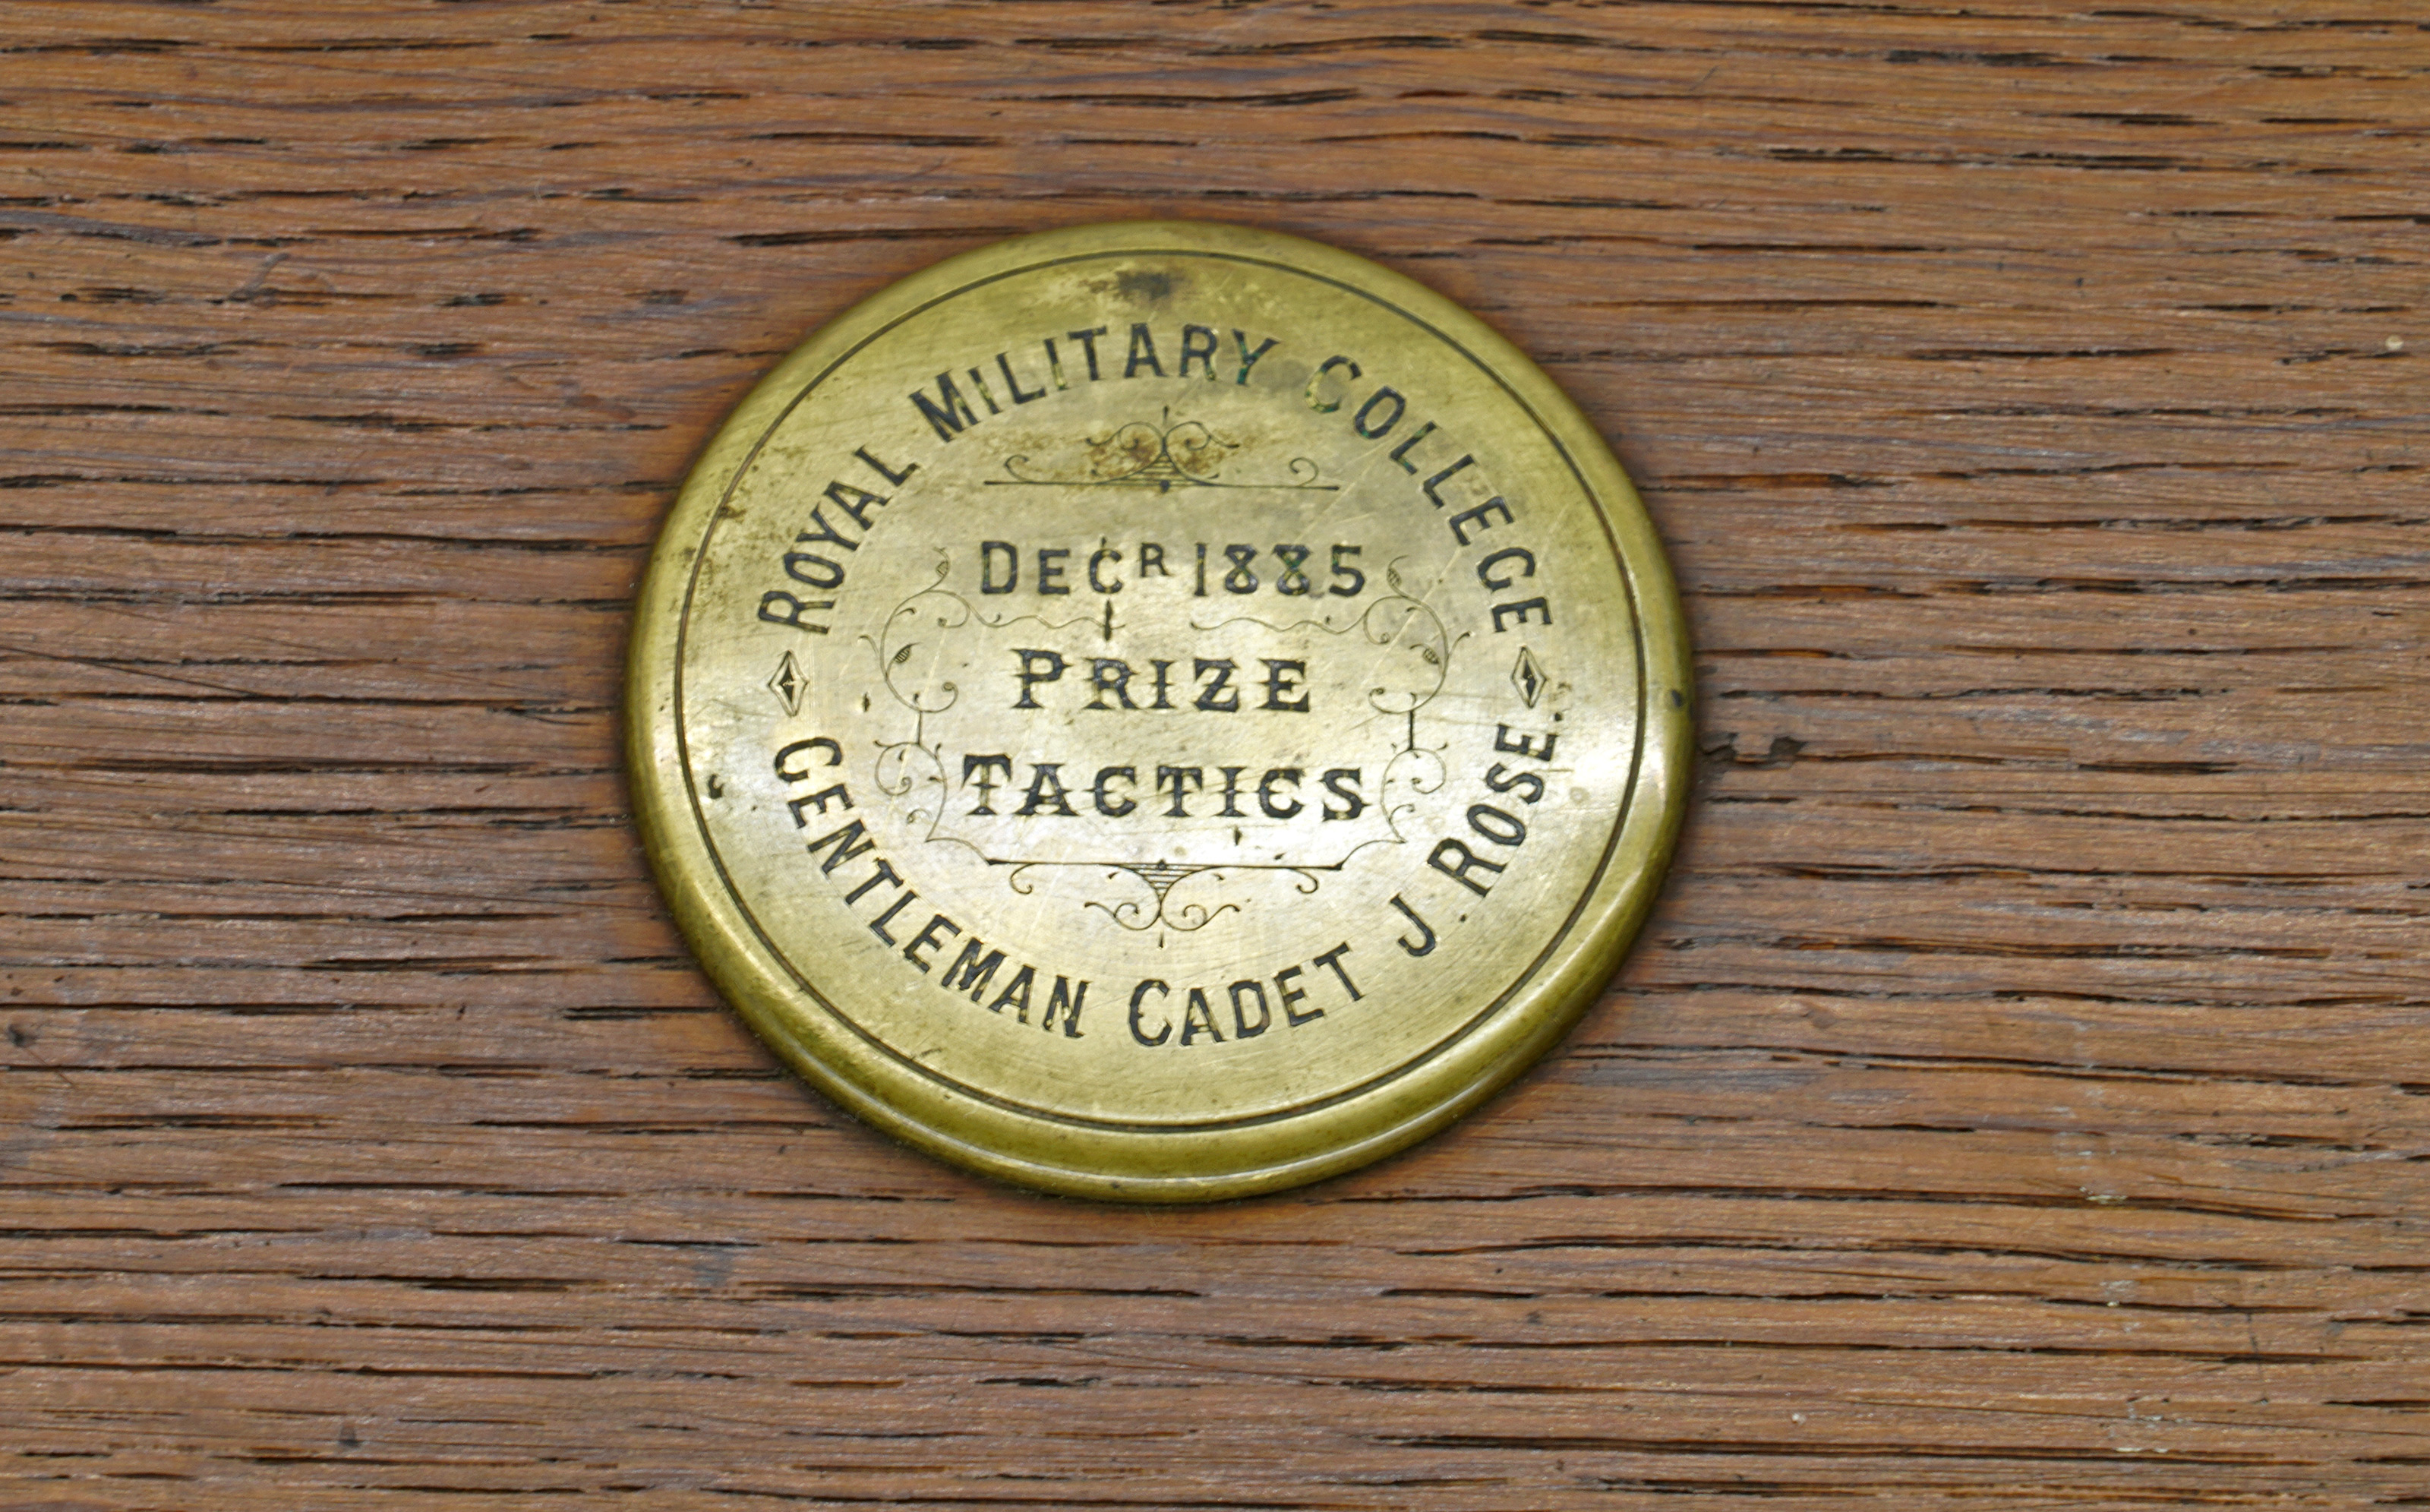 ROYAL MILITARY COLLEGE
DECR 1885
PRIZE
TACTICS
GENTLEMAN CADET J. ROSE.